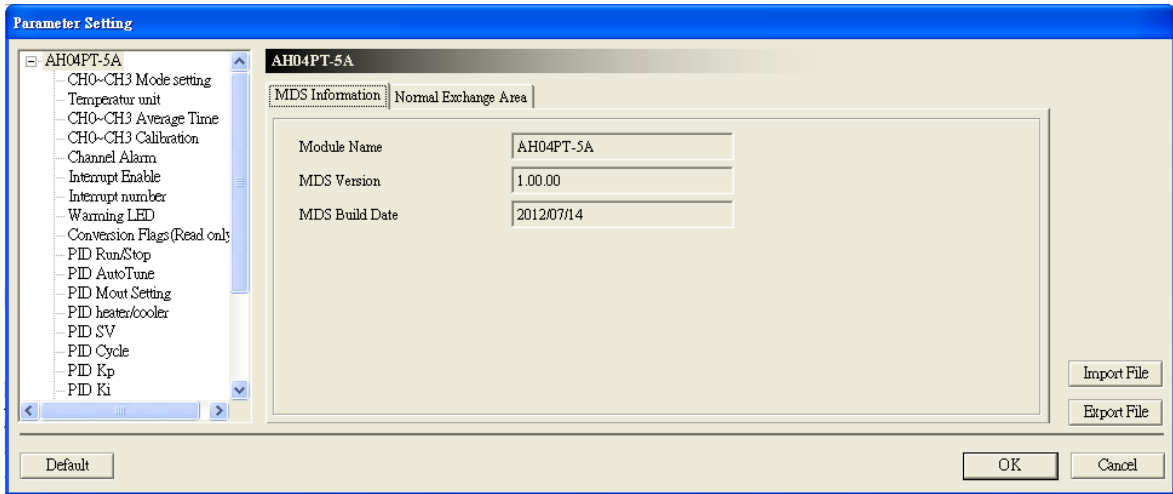 Parameter Setting
AH04PT-5A
CH0~CH3 Mode setting
Temperatur unit
CH0~CH3 Average Time
CH0~CH3 Calibration
Channel Alarm
Interrupt Enable
Interrupt number
Warming LED
Conversion Flags(Read only
PID Run/Stop
PID AutoTune
PID Mout Setting
PID heater/cooler
PID SV
PID Cycle
PID Kp
PID Ki
AH04PT-5A
MDS Information
Normal Exchange Area
Module Name
AH04PT-5A
MDS Version
1.00.00
MDS Build Date
2012/07/14
Import File
Export File
Default
OK
Cancel